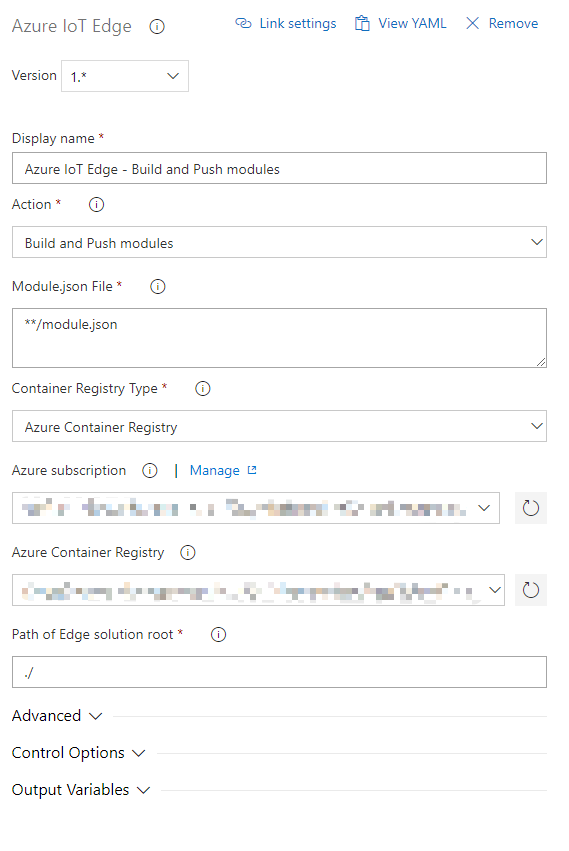 Azure IoT Edge Link settings View YAML Remove
Version 1.*
Display name *
Azure IoT Edge - Build and Push modules
Action *
Build and Push modules
Module.json File *
**/module.json
Container Registry Type *
Azure Container Registry
Azure subscription | Manage
Azure Container Registry
Path of Edge solution root *
./
Advanced
Control Options
Output Variables